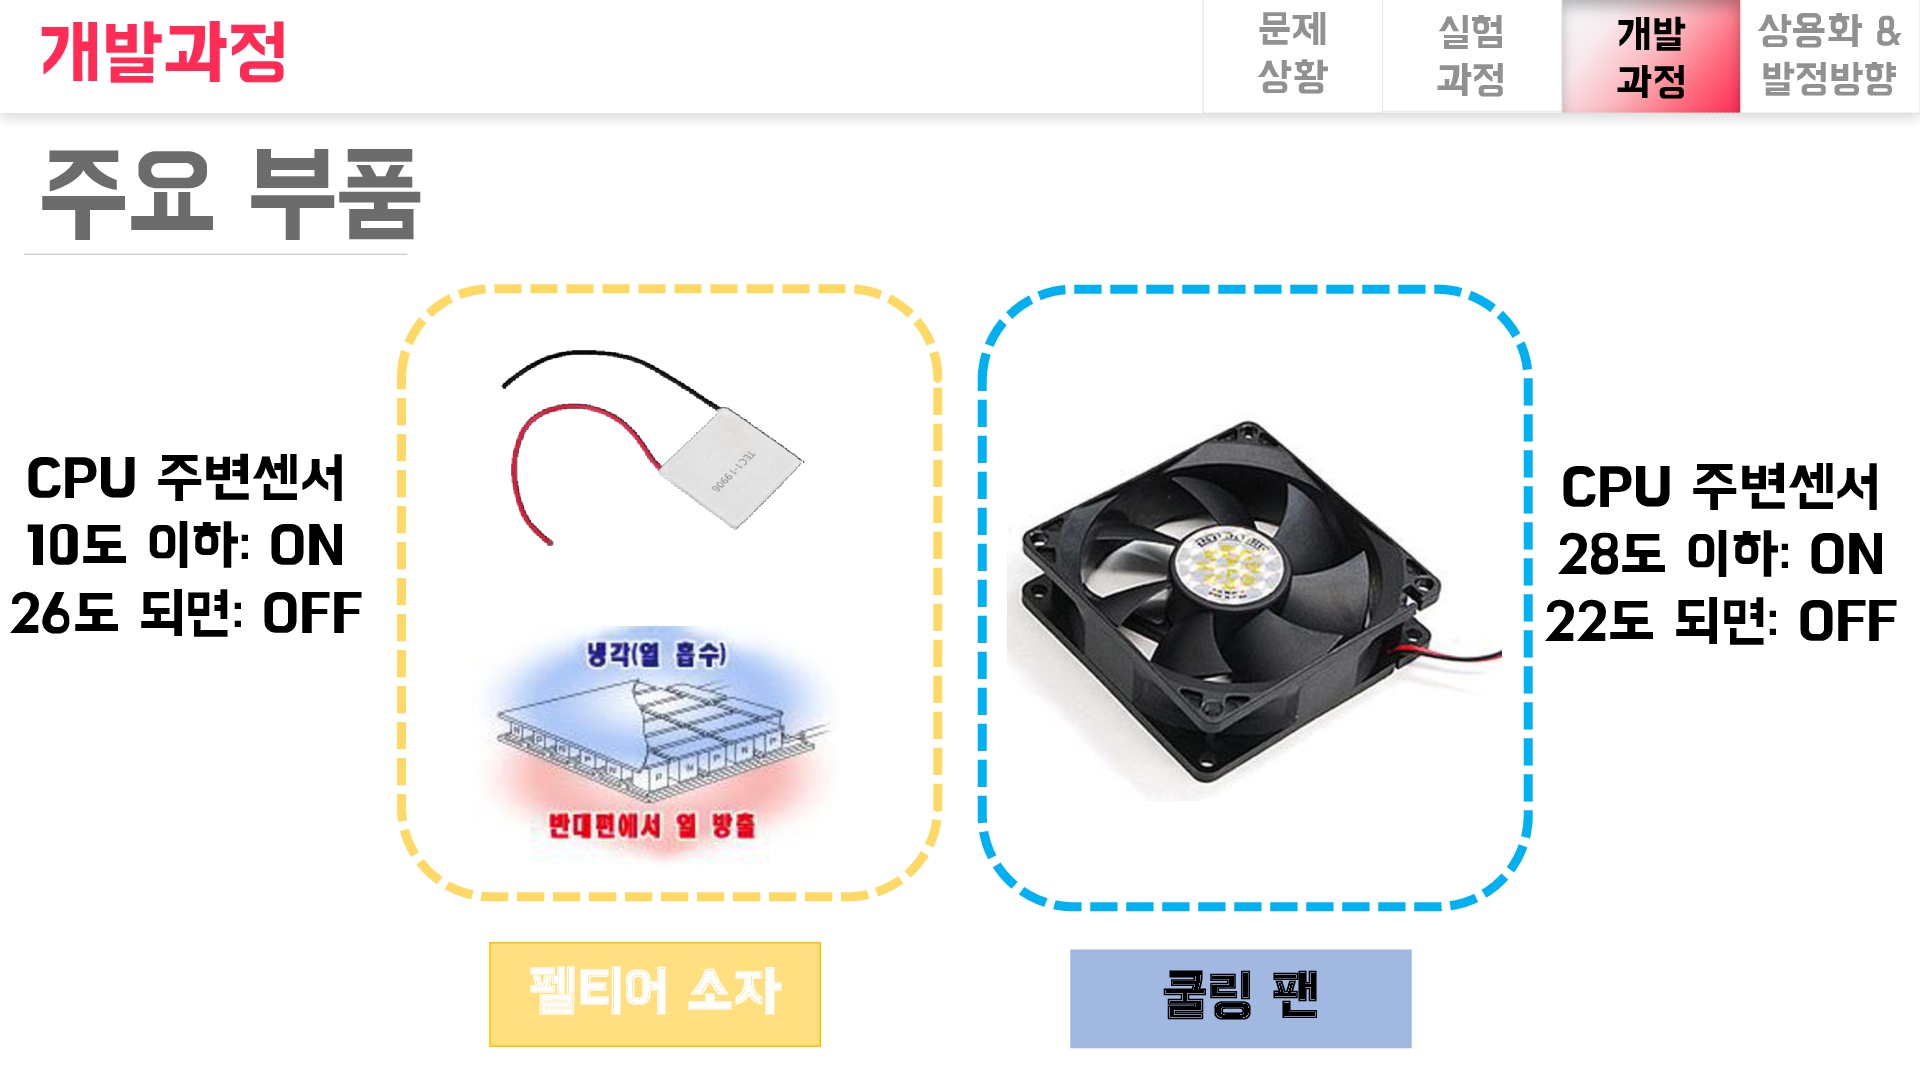 개발과정
문제
상황
실험
과정
개발
과정
상용화 &
발정방향
주요 부품
CPU 주변센서
10도 이하: ON
26도 되면: OFF
TEC1-19906
냉각(열 흡수)
P N P N
반대편에서 열 방출
CPU 주변센서
28도 이하: ON
22도 되면: OFF
펠티어 소자
쿨링 팬